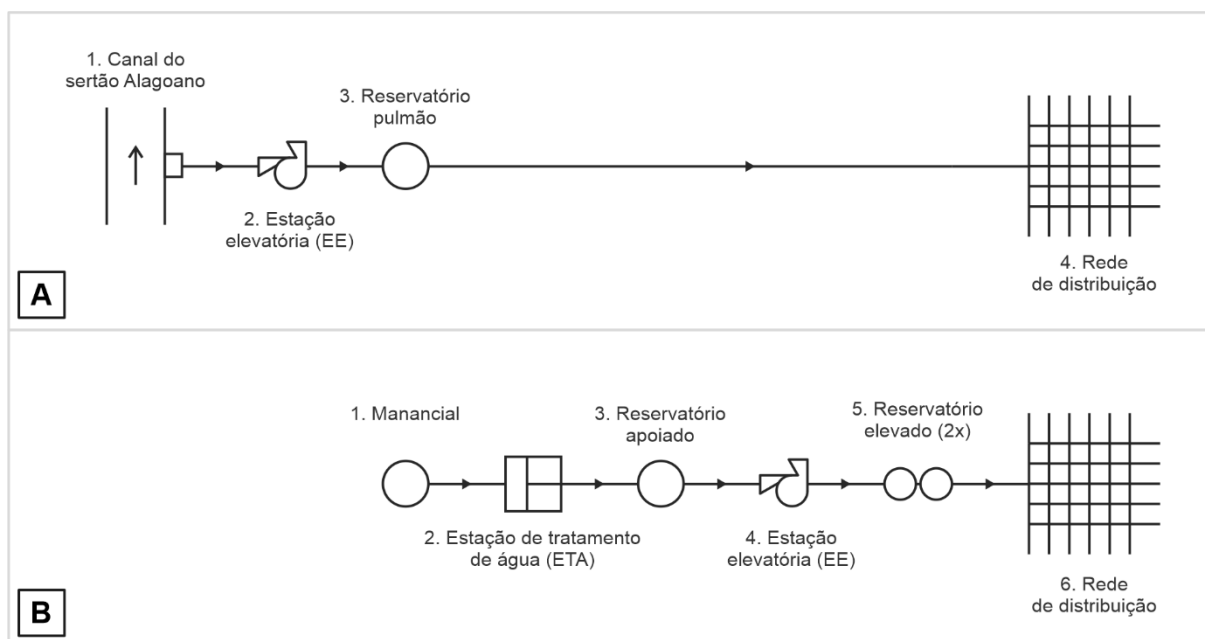 1. Canal do
sertão Alagoano
3. Reservatório
pulmão
2. Estação
elevatória (EE)
4. Rede
de distribuição
A
1. Manancial
3. Reservatório
apoiado
5. Reservatório
elevado (2x)
2. Estação de tratamento
de água (ETA)
4. Estação
elevatória (EE)
6. Rede
de distribuição
B